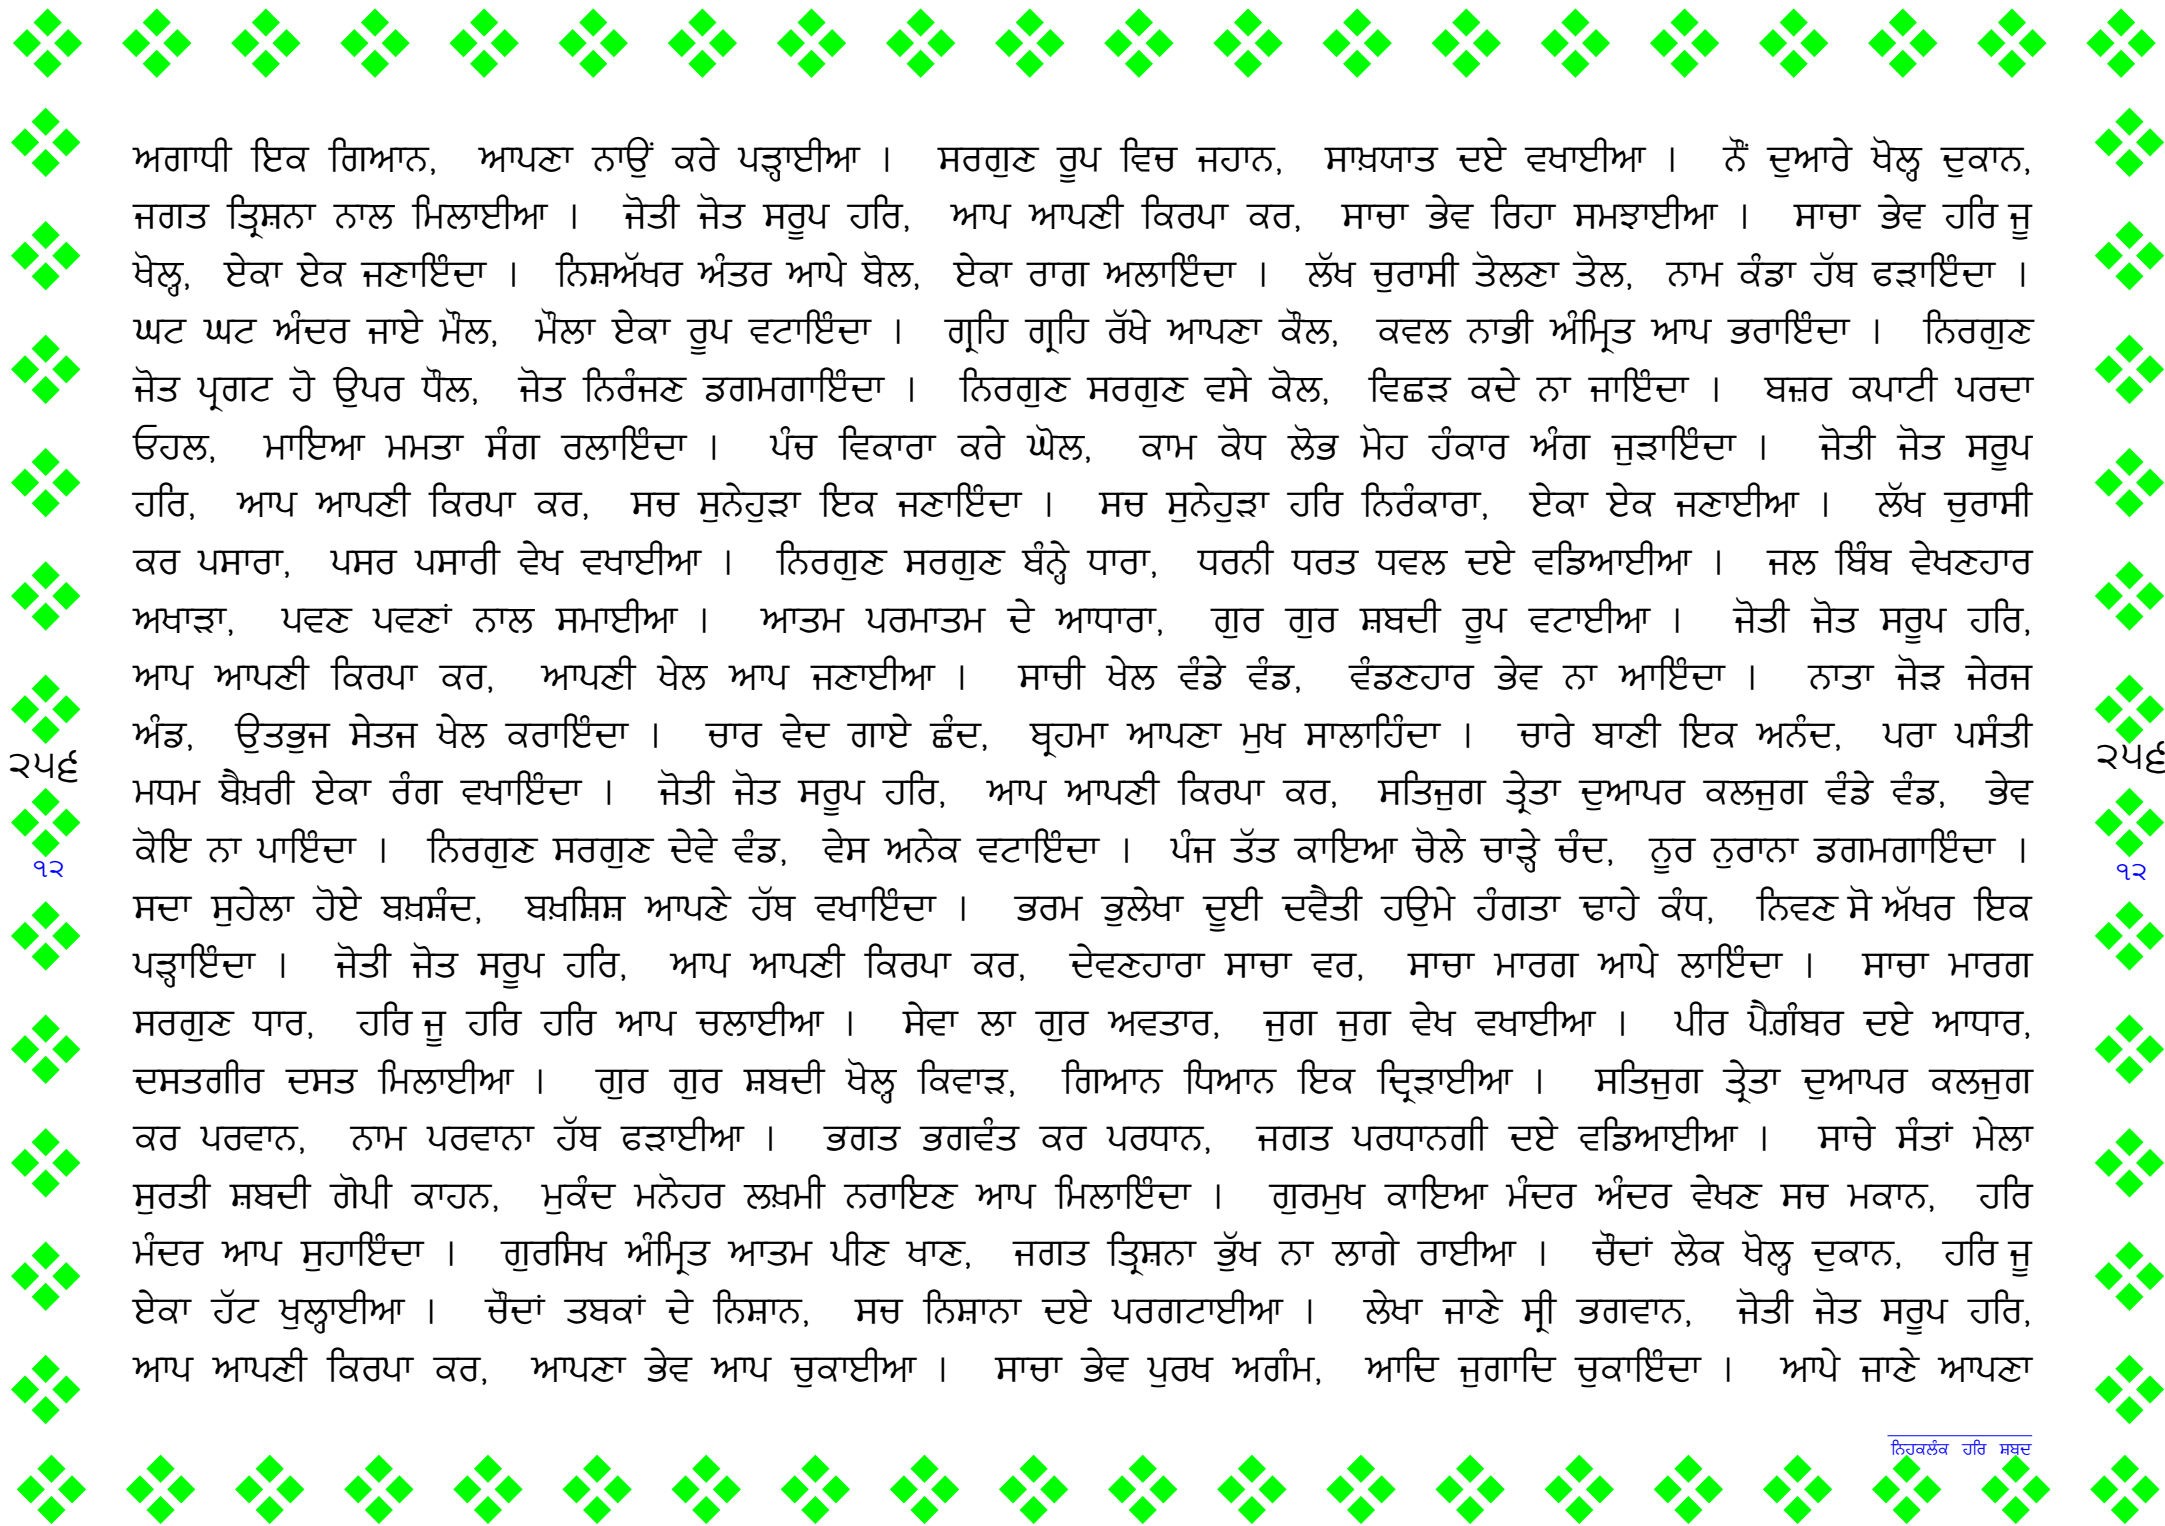 ਅਗਾਧੀ ਇਕ ਗਿਆਨ, ਆਪਣਾ ਨਾਉਂ ਕਰੇ ਪੜ੍ਹਾਈਆ । ਸਰਗੁਣ ਰੂਪ ਵਿਚ ਜਹਾਨ, ਸਾਖ਼ਯਾਤ ਦਏ ਵਖਾਈਆ । ਨੌਂ ਦੁਆਰੇ ਖੋਲ੍ਹ ਦੁਕਾਨ,
ਜਗਤ ਤ੍ਰਿਸ਼ਨਾ ਨਾਲ ਮਿਲਾਈਆ । ਜੋਤੀ ਜੋਤ ਸਰੂਪ ਹਰਿ, ਆਪ ਆਪਣੀ ਕਿਰਪਾ ਕਰ, ਸਾਚਾ ਭੇਵ ਰਿਹਾ ਸਮਝਾਈਆ । ਸਾਚਾ ਭੇਵ ਹਰਿ ਜੂ
ਖੋਲ੍ਹ, ਏਕਾ ਏਕ ਜਣਾਇੰਦਾ । ਨਿਸ਼ਅੱਖਰ ਅੰਤਰ ਆਪੇ ਬੋਲ, ਏਕਾ ਰਾਗ ਅਲਾਇੰਦਾ । ਲੱਖ ਚੁਰਾਸੀ ਤੋਲਣਾ ਤੋਲ, ਨਾਮ ਕੰਡਾ ਹੱਥ ਫੜਾਇੰਦਾ ।
ਘਟ ਘਟ ਅੰਦਰ ਜਾਏ ਮੌਲ, ਮੌਲਾ ਏਕਾ ਰੂਪ ਵਟਾਇੰਦਾ । ਗ੍ਰਹਿ ਗ੍ਰਹਿ ਰੱਖੇ ਆਪਣਾ ਕੌਲ, ਕਵਲ ਨਾਭੀ ਅੰਮ੍ਰਿਤ ਆਪ ਭਰਾਇੰਦਾ । ਨਿਰਗੁਣ
ਜੋਤ ਪ੍ਰਗਟ ਹੋ ਉਪਰ ਧੌਲ, ਜੋਤ ਨਿਰੰਜਣ ਡਗਮਗਾਇੰਦਾ । ਨਿਰਗੁਣ ਸਰਗੁਣ ਵਸੇ ਕੋਲ, ਵਿਛੜ ਕਦੇ ਨਾ ਜਾਇੰਦਾ । ਬਜ਼ਰ ਕਪਾਟੀ ਪਰਦਾ
ਓਹਲ, ਮਾਇਆ ਮਮਤਾ ਸੰਗ ਰਲਾਇੰਦਾ । ਪੰਚ ਵਿਕਾਰਾ ਕਰੇ ਘੋਲ, ਕਾਮ ਕੋਧ ਲੋਭ ਮੋਹ ਹੰਕਾਰ ਅੰਗ ਜੁੜਾਇੰਦਾ । ਜੋਤੀ ਜੋਤ ਸਰੂਪ
ਹਰਿ, ਆਪ ਆਪਣੀ ਕਿਰਪਾ ਕਰ, ਸਚ ਸੁਨੇਹੁੜਾ ਇਕ ਜਣਾਇੰਦਾ । ਸਚ ਸੁਨੇਹੁੜਾ ਹਰਿ ਨਿਰੰਕਾਰਾ, ਏਕਾ ਏਕ ਜਣਾਈਆ । ਲੱਖ ਚੁਰਾਸੀ
ਕਰ ਪਸਾਰਾ, ਪਸਰ ਪਸਾਰੀ ਵੇਖ ਵਖਾਈਆ । ਨਿਰਗੁਣ ਸਰਗੁਣ ਬੰਨ੍ਹੇ ਧਾਰਾ, ਧਰਨੀ ਧਰਤ ਧਵਲ ਦਏ ਵਡਿਆਈਆ । ਜਲ ਬਿੰਬ ਵੇਖਣਹਾਰ
ਅਖਾੜਾ, ਪਵਣ ਪਵਣਾਂ ਨਾਲ ਸਮਾਈਆ । ਆਤਮ ਪਰਮਾਤਮ ਦੇ ਆਧਾਰਾ, ਗੁਰ ਗੁਰ ਸ਼ਬਦੀ ਰੂਪ ਵਟਾਈਆ । ਜੋਤੀ ਜੋਤ ਸਰੂਪ ਹਰਿ,
ਆਪ ਆਪਣੀ ਕਿਰਪਾ ਕਰ, ਆਪਣੀ ਖੇਲ ਆਪ ਜਣਾਈਆ । ਸਾਚੀ ਖੇਲ ਵੰਡੇ ਵੰਡ, ਵੰਡਣਹਾਰ ਭੇਵ ਨਾ ਆਇੰਦਾ । ਨਾਤਾ ਜੋੜ ਜੇਰਜ
ਅੰਡ, ਉਤਭੁਜ ਸੇਤਜ ਖੇਲ ਕਰਾਇੰਦਾ । ਚਾਰ ਵੇਦ ਗਾਏ ਛੰਦ, ਬ੍ਰਹਮਾ ਆਪਣਾ ਮੁਖ ਸਾਲਾਹਿੰਦਾ । ਚਾਰੇ ਬਾਣੀ ਇਕ ਅਨੰਦ, ਪਰਾ ਪਸੰਤੀ
੨੫੬ ੨੫੬
ਮਧਮ ਬੈਖ਼ਰੀ ਏਕਾ ਰੰਗ ਵਖਾਇੰਦਾ । ਜੋਤੀ ਜੋਤ ਸਰੂਪ ਹਰਿ, ਆਪ ਆਪਣੀ ਕਿਰਪਾ ਕਰ, ਸਤਿਜੁਗ ਤ੍ਰੇਤਾ ਦੁਆਪਰ ਕਲਜੁਗ ਵੰਡੇ ਵੰਡ, ਭੇਵ
ਕੋਇ ਨਾ ਪਾਇੰਦਾ । ਨਿਰਗੁਣ ਸਰਗੁਣ ਦੇਵੇ ਵੰਡ, ਵੇਸ ਅਨੇਕ ਵਟਾਇੰਦਾ । ਪੰਜ ਤੱਤ ਕਾਇਆ ਚੋਲੇ ਚਾੜ੍ਹੇ ਚੰਦ, ਨੂਰ ਨੁਰਾਨਾ ਡਗਮਗਾਇੰਦਾ ।
੧੨ ੧੨
ਸਦਾ ਸੁਹੇਲਾ ਹੋਏ ਬਖ਼ਸ਼ੰਦ, ਬਖ਼ਸ਼ਿਸ਼ ਆਪਣੇ ਹੱਥ ਵਖਾਇੰਦਾ । ਭਰਮ ਭੁਲੇਖਾ ਦੂਈ ਦਵੈਤੀ ਹਉਮੇ ਹੰਗਤਾ ਢਾਹੇ ਕੰਧ, ਨਿਵਣ ਸੋ ਅੱਖਰ ਇਕ
ਪੜ੍ਹਾਇੰਦਾ । ਜੋਤੀ ਜੋਤ ਸਰੂਪ ਹਰਿ, ਆਪ ਆਪਣੀ ਕਿਰਪਾ ਕਰ, ਦੇਵਣਹਾਰਾ ਸਾਚਾ ਵਰ, ਸਾਚਾ ਮਾਰਗ ਆਪੇ ਲਾਇੰਦਾ । ਸਾਚਾ ਮਾਰਗ
ਸਰਗੁਣ ਧਾਰ, ਹਰਿ ਜੂ ਹਰਿ ਹਰਿ ਆਪ ਚਲਾਈਆ । ਸੇਵਾ ਲਾ ਗੁਰ ਅਵਤਾਰ, ਜੁਗ ਜੁਗ ਵੇਖ ਵਖਾਈਆ । ਪੀਰ ਪੈਗ਼ੰਬਰ ਦਏ ਆਧਾਰ,
ਦਸਤਗੀਰ ਦਸਤ ਮਿਲਾਈਆ । ਗੁਰ ਗੁਰ ਸ਼ਬਦੀ ਖੋਲ੍ਹ ਕਿਵਾੜ, ਗਿਆਨ ਧਿਆਨ ਇਕ ਦ੍ਰਿੜਾਈਆ । ਸਤਿਜੁਗ ਤ੍ਰੇਤਾ ਦੁਆਪਰ ਕਲਜੁਗ
ਕਰ ਪਰਵਾਨ, ਨਾਮ ਪਰਵਾਨਾ ਹੱਥ ਫੜਾਈਆ । ਭਗਤ ਭਗਵੰਤ ਕਰ ਪਰਧਾਨ, ਜਗਤ ਪਰਧਾਨਗੀ ਦਏ ਵਡਿਆਈਆ । ਸਾਚੇ ਸੰਤਾਂ ਮੇਲਾ
ਸੁਰਤੀ ਸ਼ਬਦੀ ਗੋਪੀ ਕਾਹਨ, ਮੁਕੰਦ ਮਨੋਹਰ ਲਖ਼ਮੀ ਨਰਾਇਣ ਆਪ ਮਿਲਾਇੰਦਾ । ਗੁਰਮੁਖ ਕਾਇਆ ਮੰਦਰ ਅੰਦਰ ਵੇਖਣ ਸਚ ਮਕਾਨ, ਹਰਿ
ਮੰਦਰ ਆਪ ਸੁਹਾਇੰਦਾ । ਗੁਰਸਿਖ ਅੰਮ੍ਰਿਤ ਆਤਮ ਪੀਣ ਖਾਣ, ਜਗਤ ਤ੍ਰਿਸ਼ਨਾ ਭੁੱਖ ਨਾ ਲਾਗੇ ਰਾਈਆ । ਚੌਦਾਂ ਲੋਕ ਖੋਲ੍ਹ ਦੁਕਾਨ, ਹਰਿ ਜੂ
ਏਕਾ ਹੱਟ ਖੁਲ੍ਹਾਈਆ । ਚੌਦਾਂ ਤਬਕਾਂ ਦੇ ਨਿਸ਼ਾਨ, ਸਚ ਨਿਸ਼ਾਨਾ ਦਏ ਪਰਗਟਾਈਆ । ਲੇਖਾ ਜਾਣੇ ਸ੍ਰੀ ਭਗਵਾਨ, ਜੋਤੀ ਜੋਤ ਸਰੂਪ ਹਰਿ,
ਆਪ ਆਪਣੀ ਕਿਰਪਾ ਕਰ, ਆਪਣਾ ਭੇਵ ਆਪ ਚੁਕਾਈਆ । ਸਾਚਾ ਭੇਵ ਪੁਰਖ ਅਗੰਮ, ਆਦਿ ਜੁਗਾਦਿ ਚੁਕਾਇੰਦਾ । ਆਪੇ ਜਾਣੇ ਆਪਣਾ
ਨਿਹਕਲੰਕ ਹਰਿ ਸ਼ਬਦ